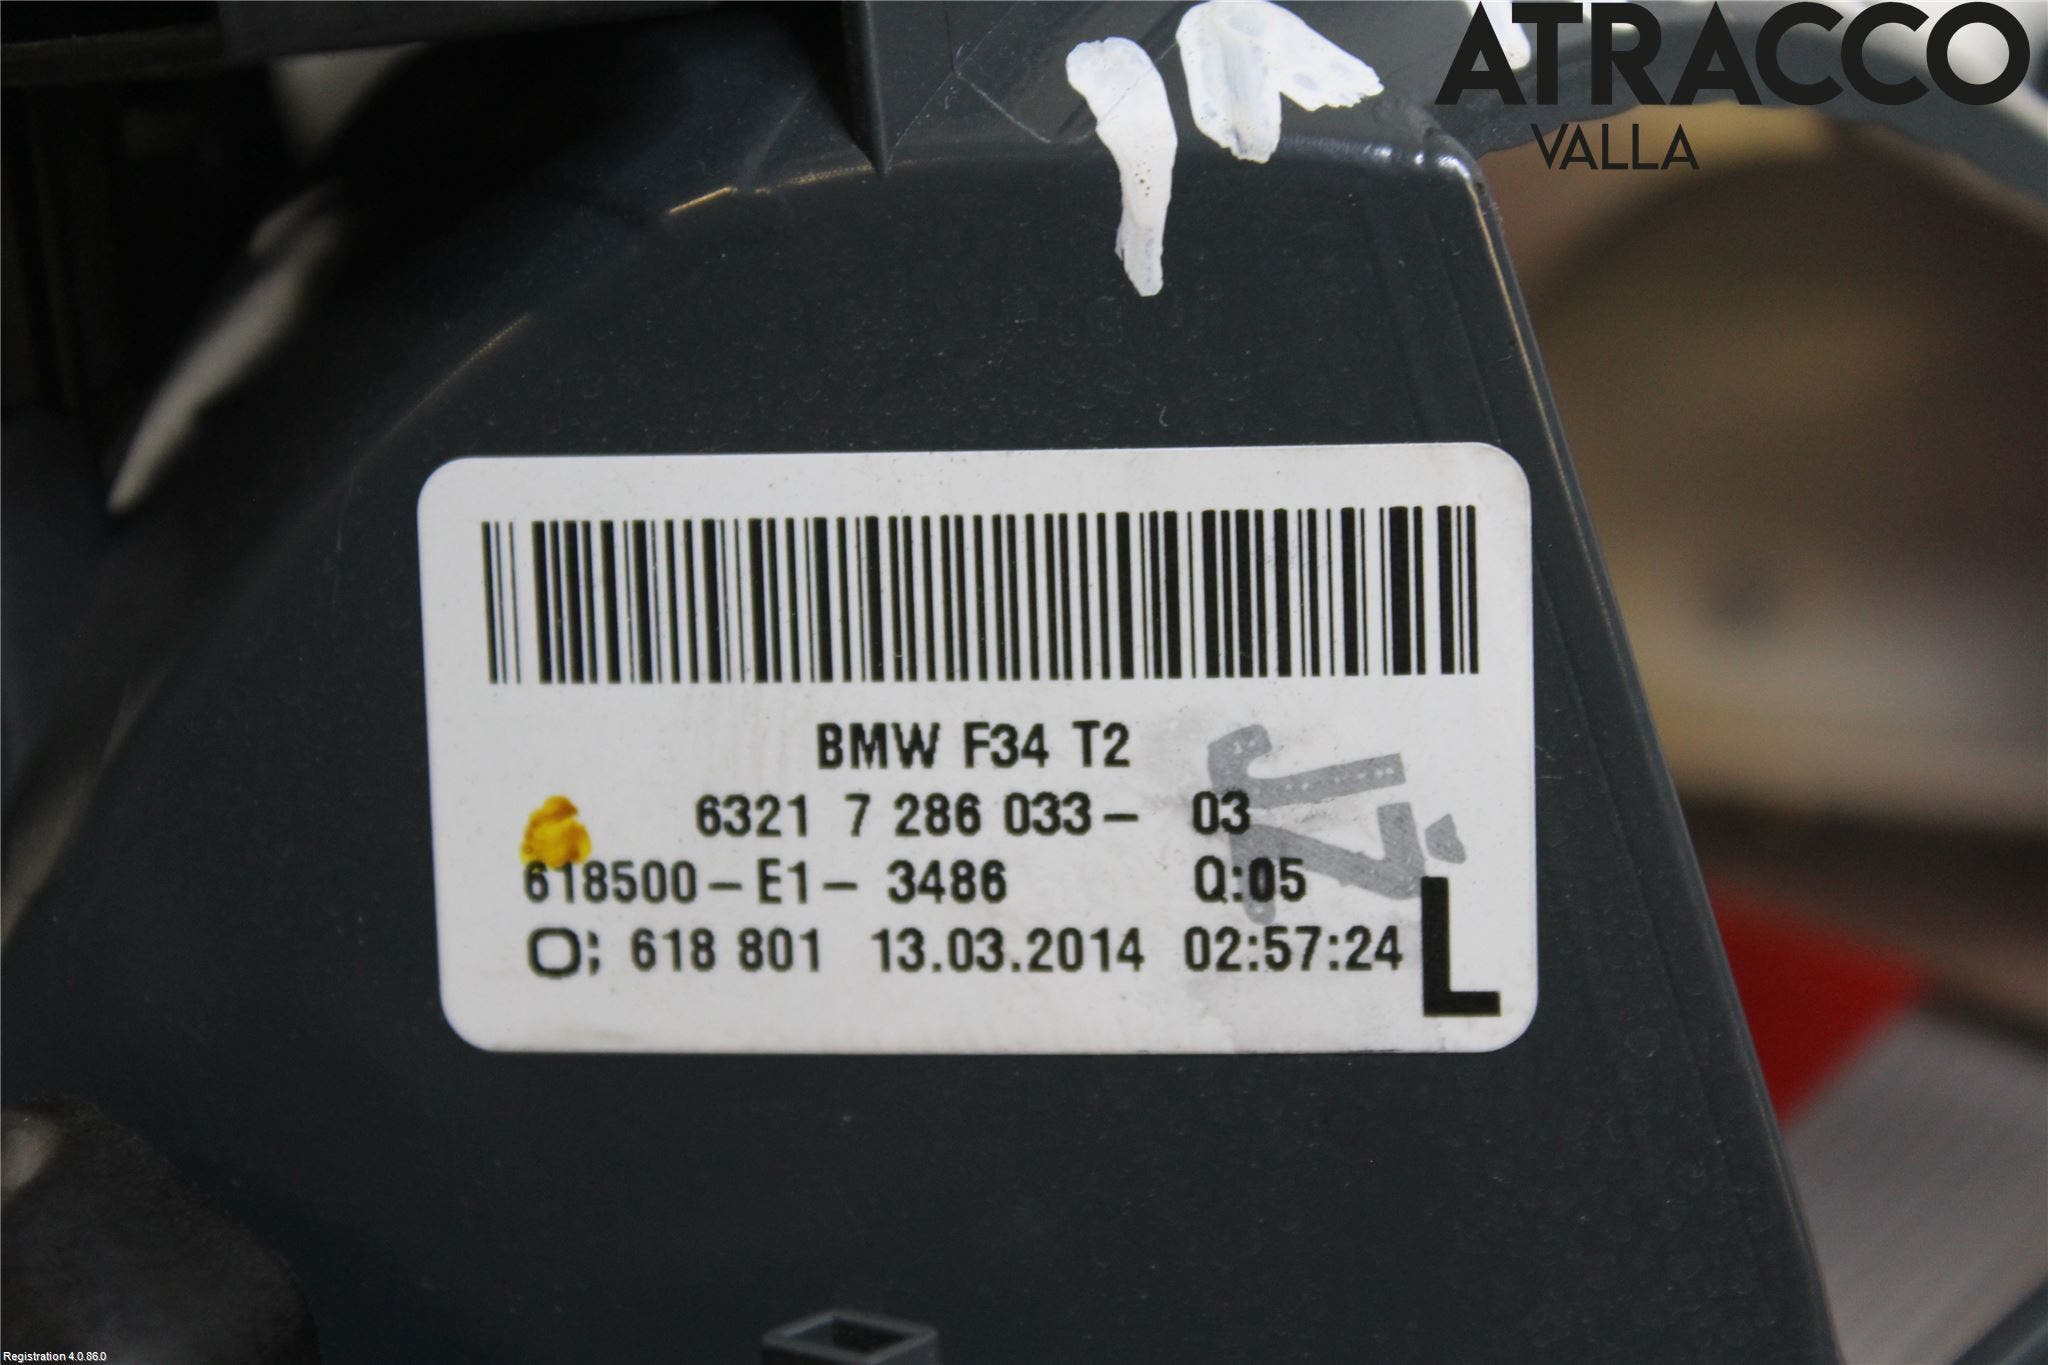 ATRACCO
VALLA
BMW F34 T2
6321 7 286 033- 03
618500-E1- 3486 Q:05
O; 618 801 13.03.2014 02:57:24
L
Registration 4.0.86.0